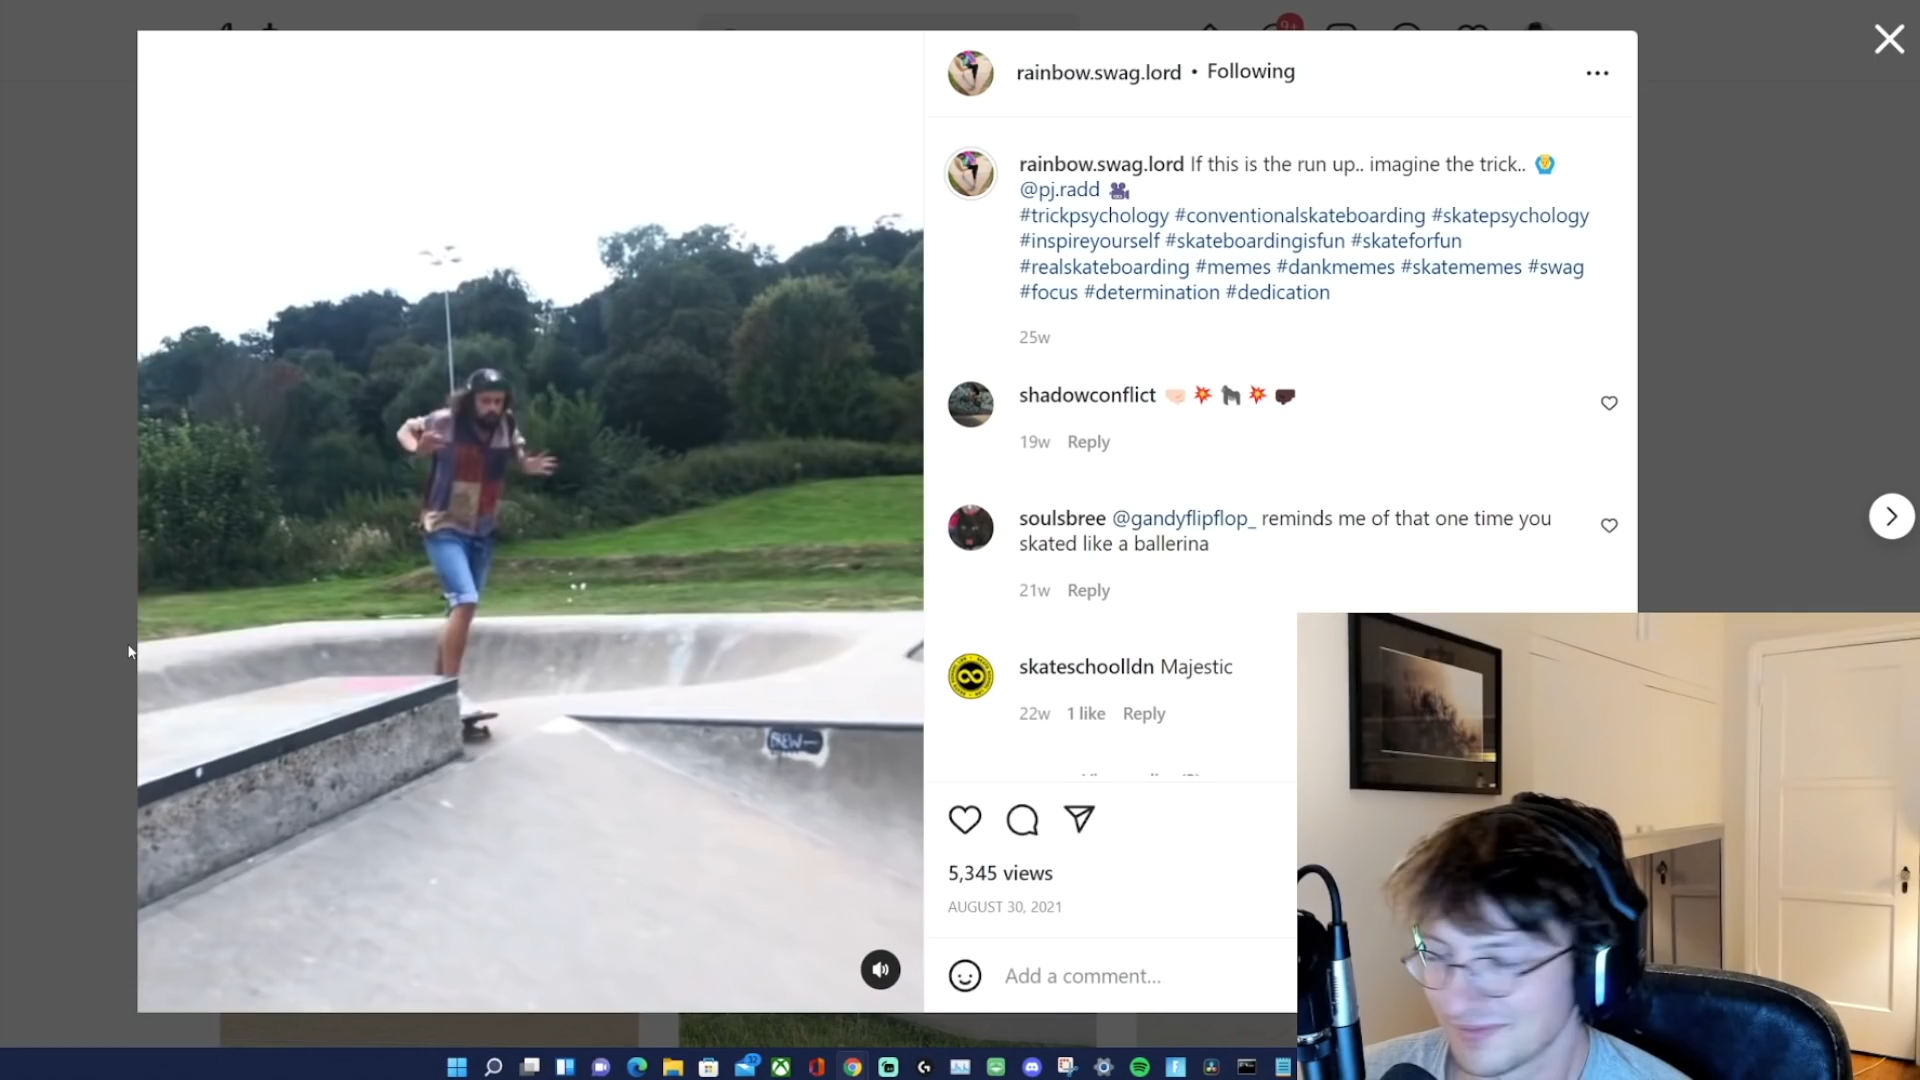 9+
rainbow.swag.lord • Following
rainbow.swag.lord If this is the run up.. imagine the trick..
@pj.radd
#trickpsychology #conventionalskateboarding #skatepsychology
#inspireyourself #skateboardingisfun #skateforfun
#realskateboarding #memes #dankmemes #skatememes #swag
#focus #determination #dedication
25w
shadowconflict
19w Reply
soulsbree @gandyflipflop_ reminds me of that one time you
skated like a ballerina
21w Reply
skateschoolldn Majestic
22w 1 like Reply
5,345 views
AUGUST 30, 2021
Add a comment...
BREW